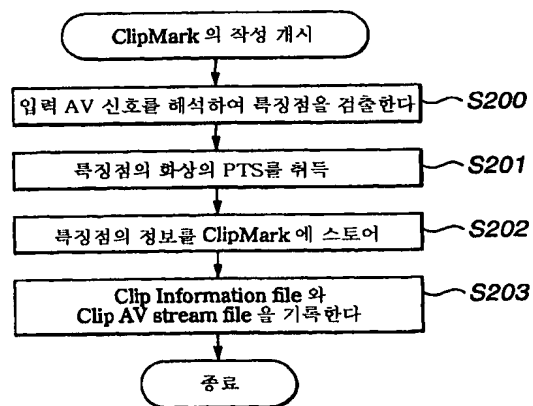 ClipMark 의 작성 개시
입력 AV 신호를 해석하여 특징점을 검출한다
S200
특징점의 화상의 PTS를 취득
S201
특징점의 정보를 ClipMark 에 스토어
S202
Clip Information file 와
Clip AV stream file 을 기록한다
S203
종료